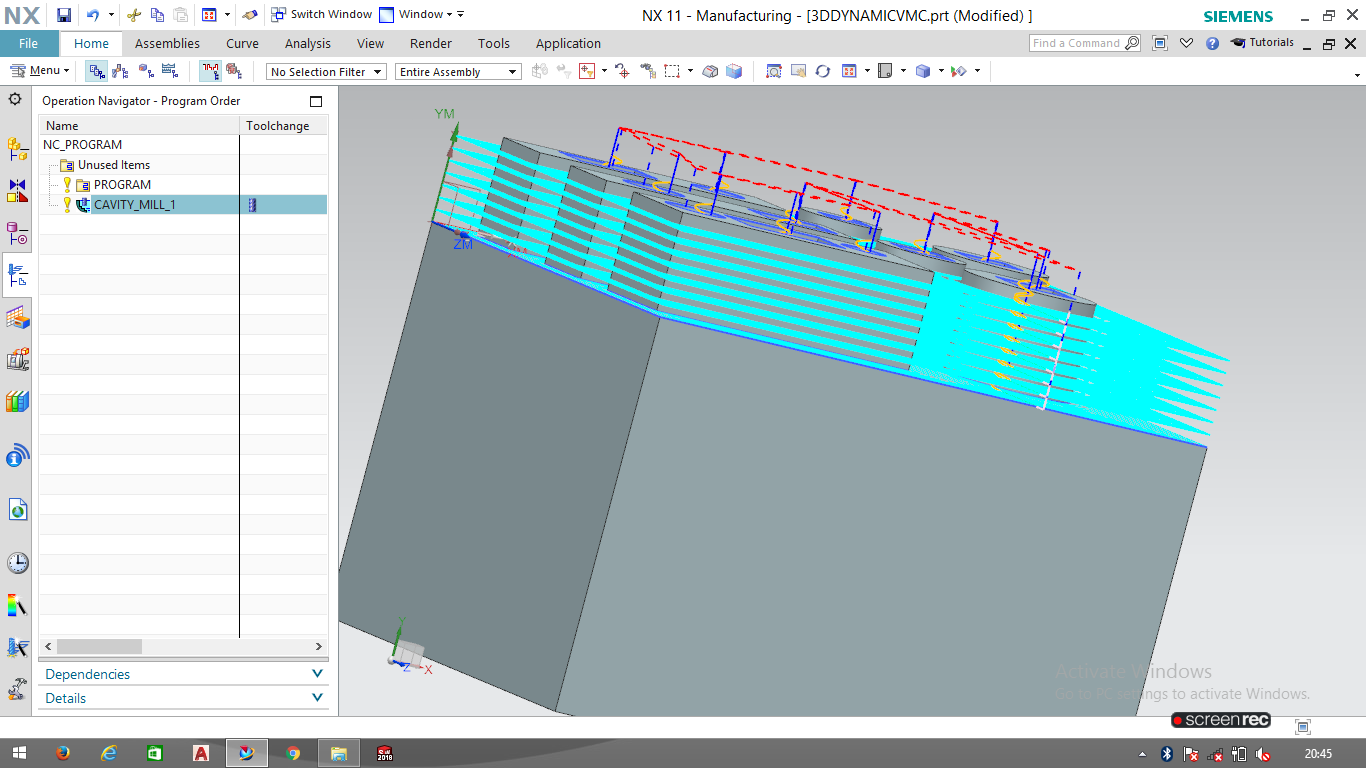 NX
Switch Window
Window
NX 11 - Manufacturing - [3DDYNAMICVMC.prt (Modified) ]
SIEMENS
File
Home
Assemblies
Curve
Analysis
View
Render
Tools
Application
Find a Command
Tutorials
Menu
No Selection Filter
Entire Assembly
Operation Navigator - Program Order
Name
Toolchange
NC_PROGRAM
Unused Items
PROGRAM
CAVITY_MILL_1
Dependencies
Details
YM
ZM
Y
Z
X
Activate Windows
Go to PC settings to activate Windows.
screenrec
2018
20:45